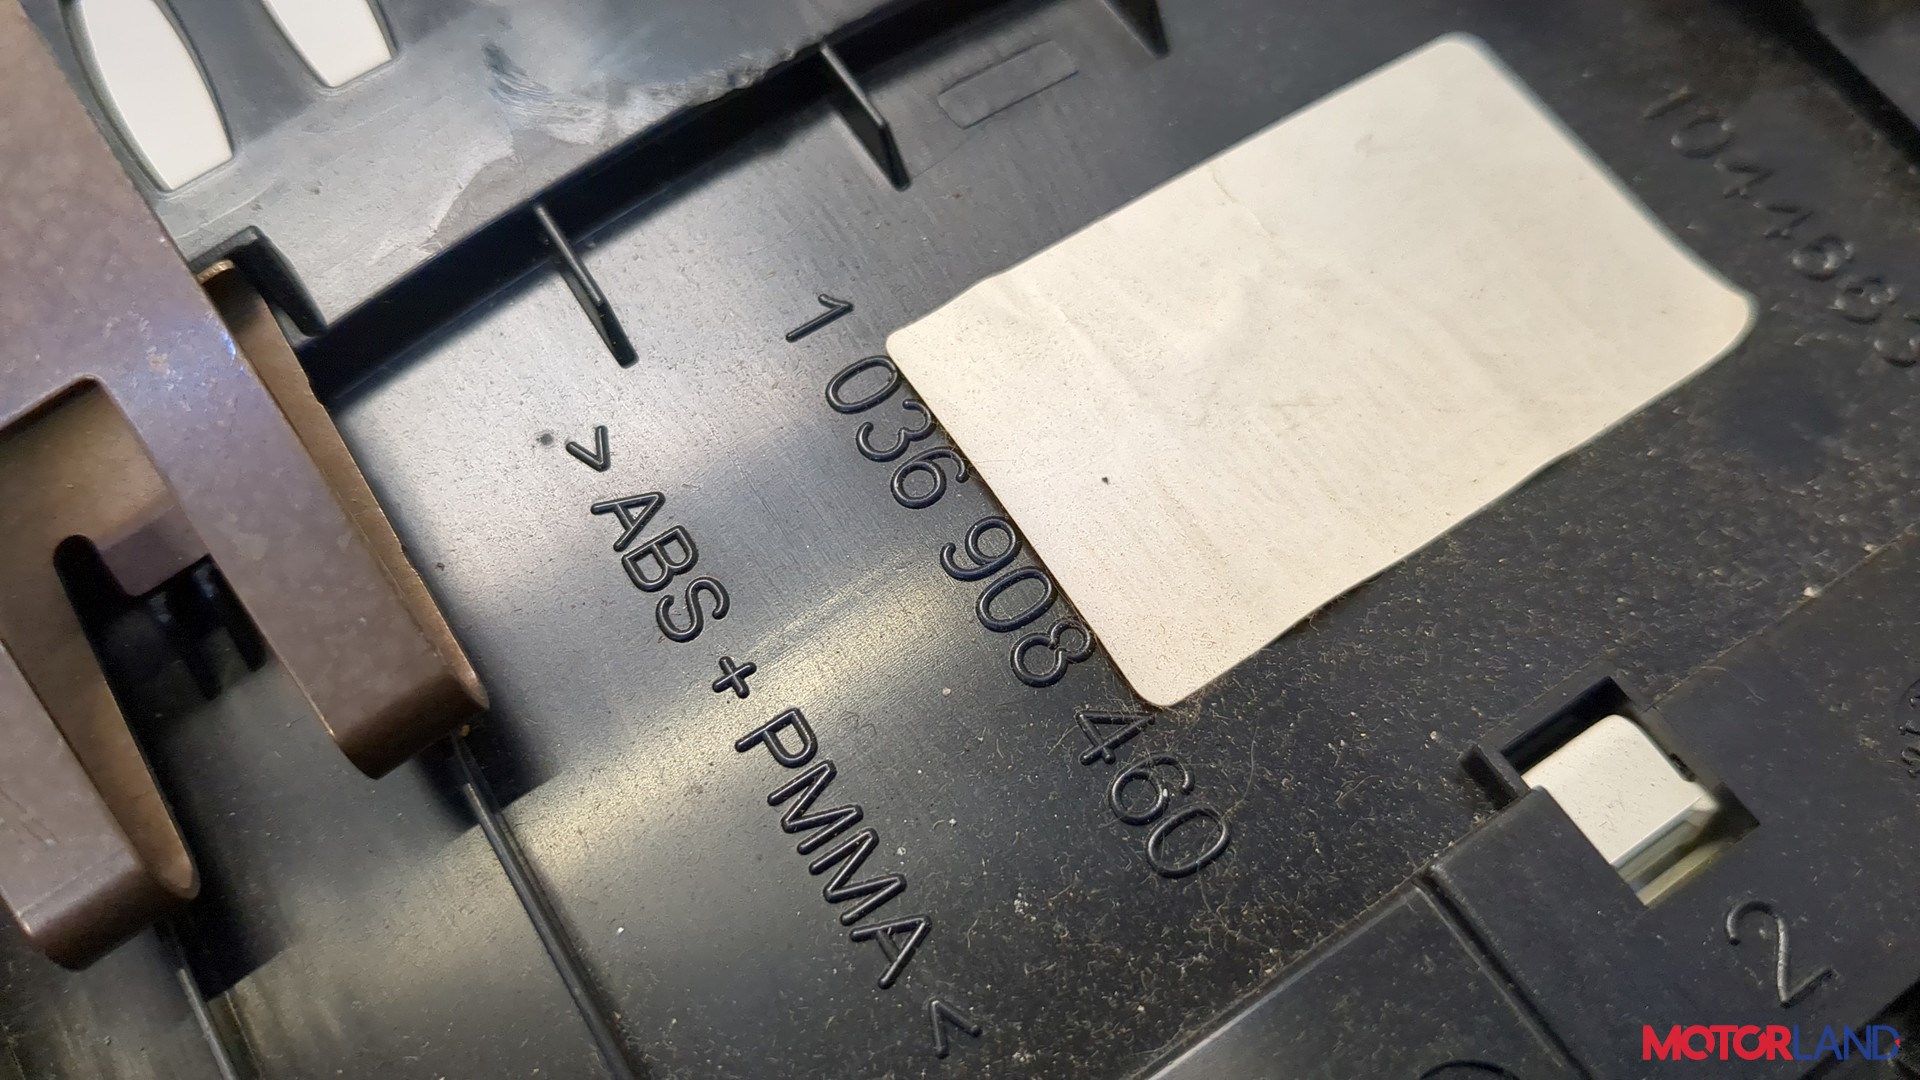 1 036 908 460
>ABS + PMMA<
2
MOTORLAND